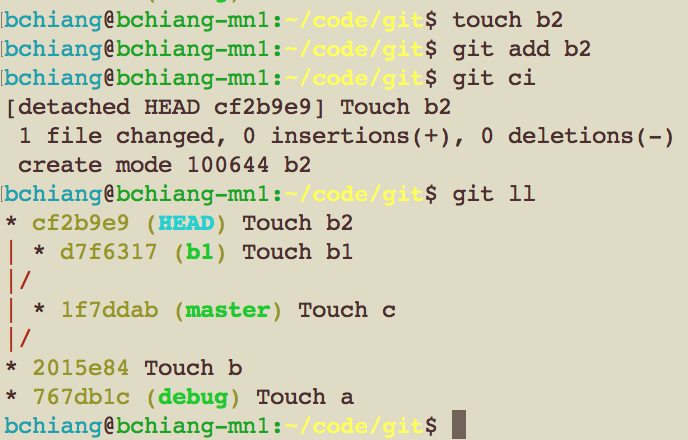 bchiang@bchiang-mn1:~/code/git$ touch b2
bchiang@bchiang-mn1:~/code/git$ git add b2
bchiang@bchiang-mn1:~/code/git$ git ci
[detached HEAD cf2b9e9] Touch b2
 1 file changed, 0 insertions(+), 0 deletions(-)
 create mode 100644 b2
bchiang@bchiang-mn1:~/code/git$ git ll
* cf2b9e9 (HEAD) Touch b2
| * d7f6317 (b1) Touch b1
|/
| * 1f7ddab (master) Touch c
|/
* 2015e84 Touch b
* 767db1c (debug) Touch a
bchiang@bchiang-mn1:~/code/git$